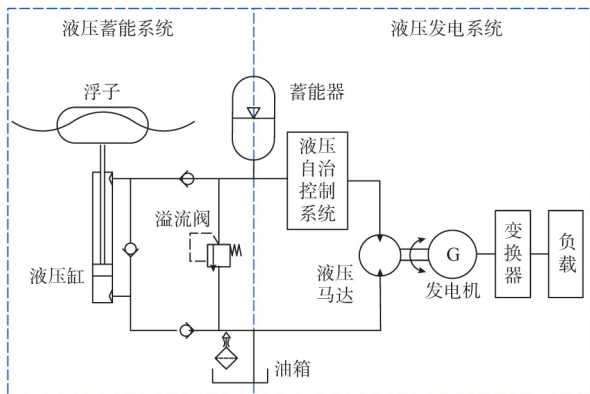 液压蓄能系统
液压发电系统
浮子
蓄能器
液压
自治
控制
系统
溢流阀
液压缸
液压
马达
G
发电机
变
换
器
负
载
油箱